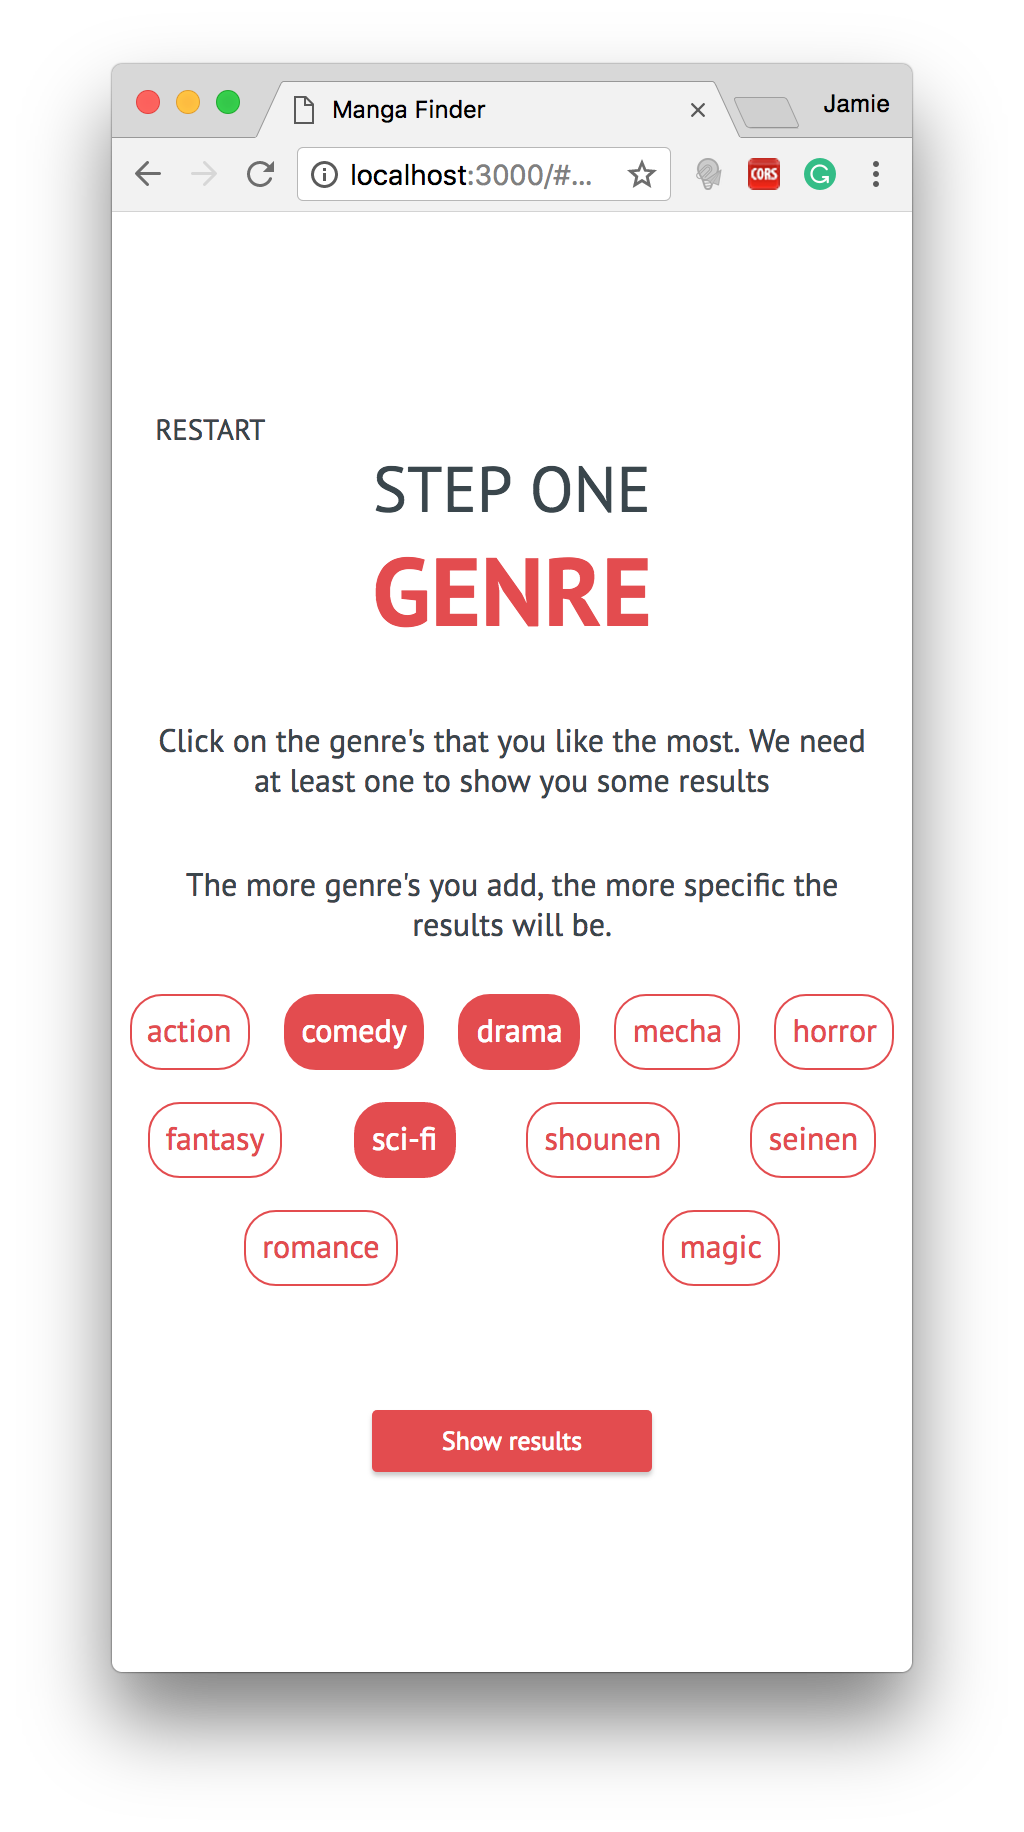 Manga Finder
Jamie
localhost:3000/#...
CORS
RESTART
STEP ONE
GENRE
Click on the genre's that you like the most. We need
at least one to show you some results
The more genre's you add, the more specific the
results will be.
action comedy drama mecha horror
fantasy sci-fi shounen seinen
romance magic
Show results